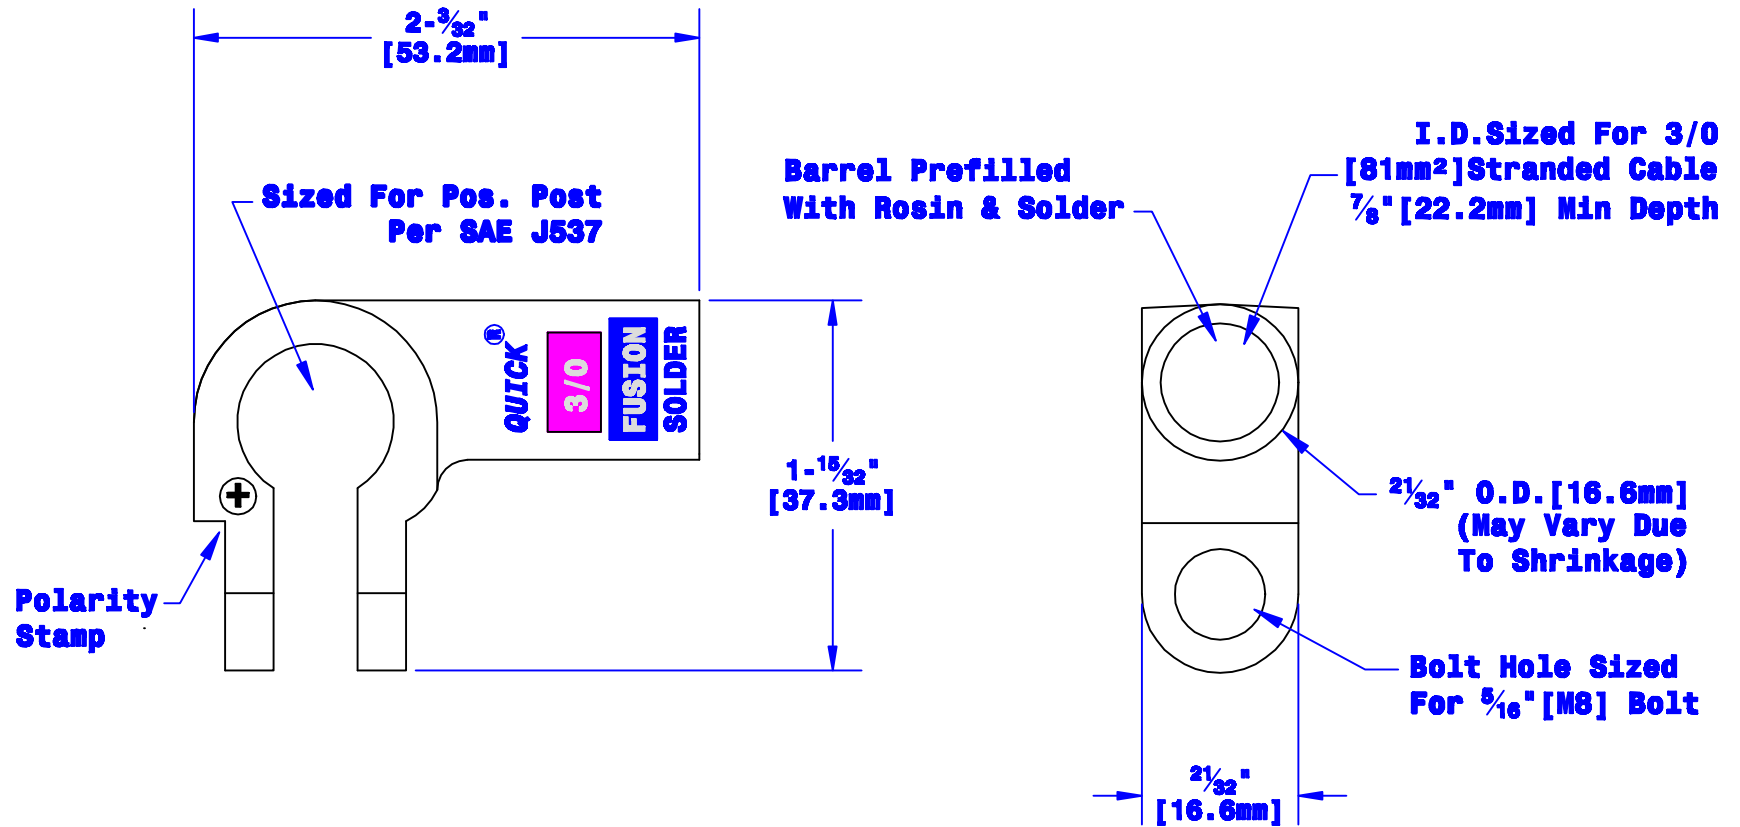 2-3/32"
[53.2mm]
Sized For Pos. Post
Per SAE J537
Barrel Prefilled
With Rosin & Solder
I.D.Sized For 3/0
[81mm²]Stranded Cable
7/8"[22.2mm] Min Depth
QUICK®
3/0
FUSION
SOLDER
1-15/32"
[37.3mm]
+
Polarity
Stamp
21/32" O.D.[16.6mm]
(May Vary Due
To Shrinkage)
Bolt Hole Sized
For 5/16"[M8] Bolt
21/32"
[16.6mm]